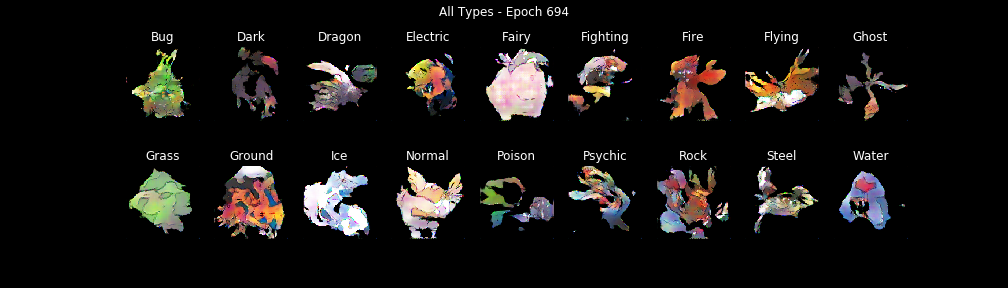 All Types - Epoch 694
Bug Dark Dragon Electric Fairy Fighting Fire Flying Ghost
Grass Ground Ice Normal Poison Psychic Rock Steel Water